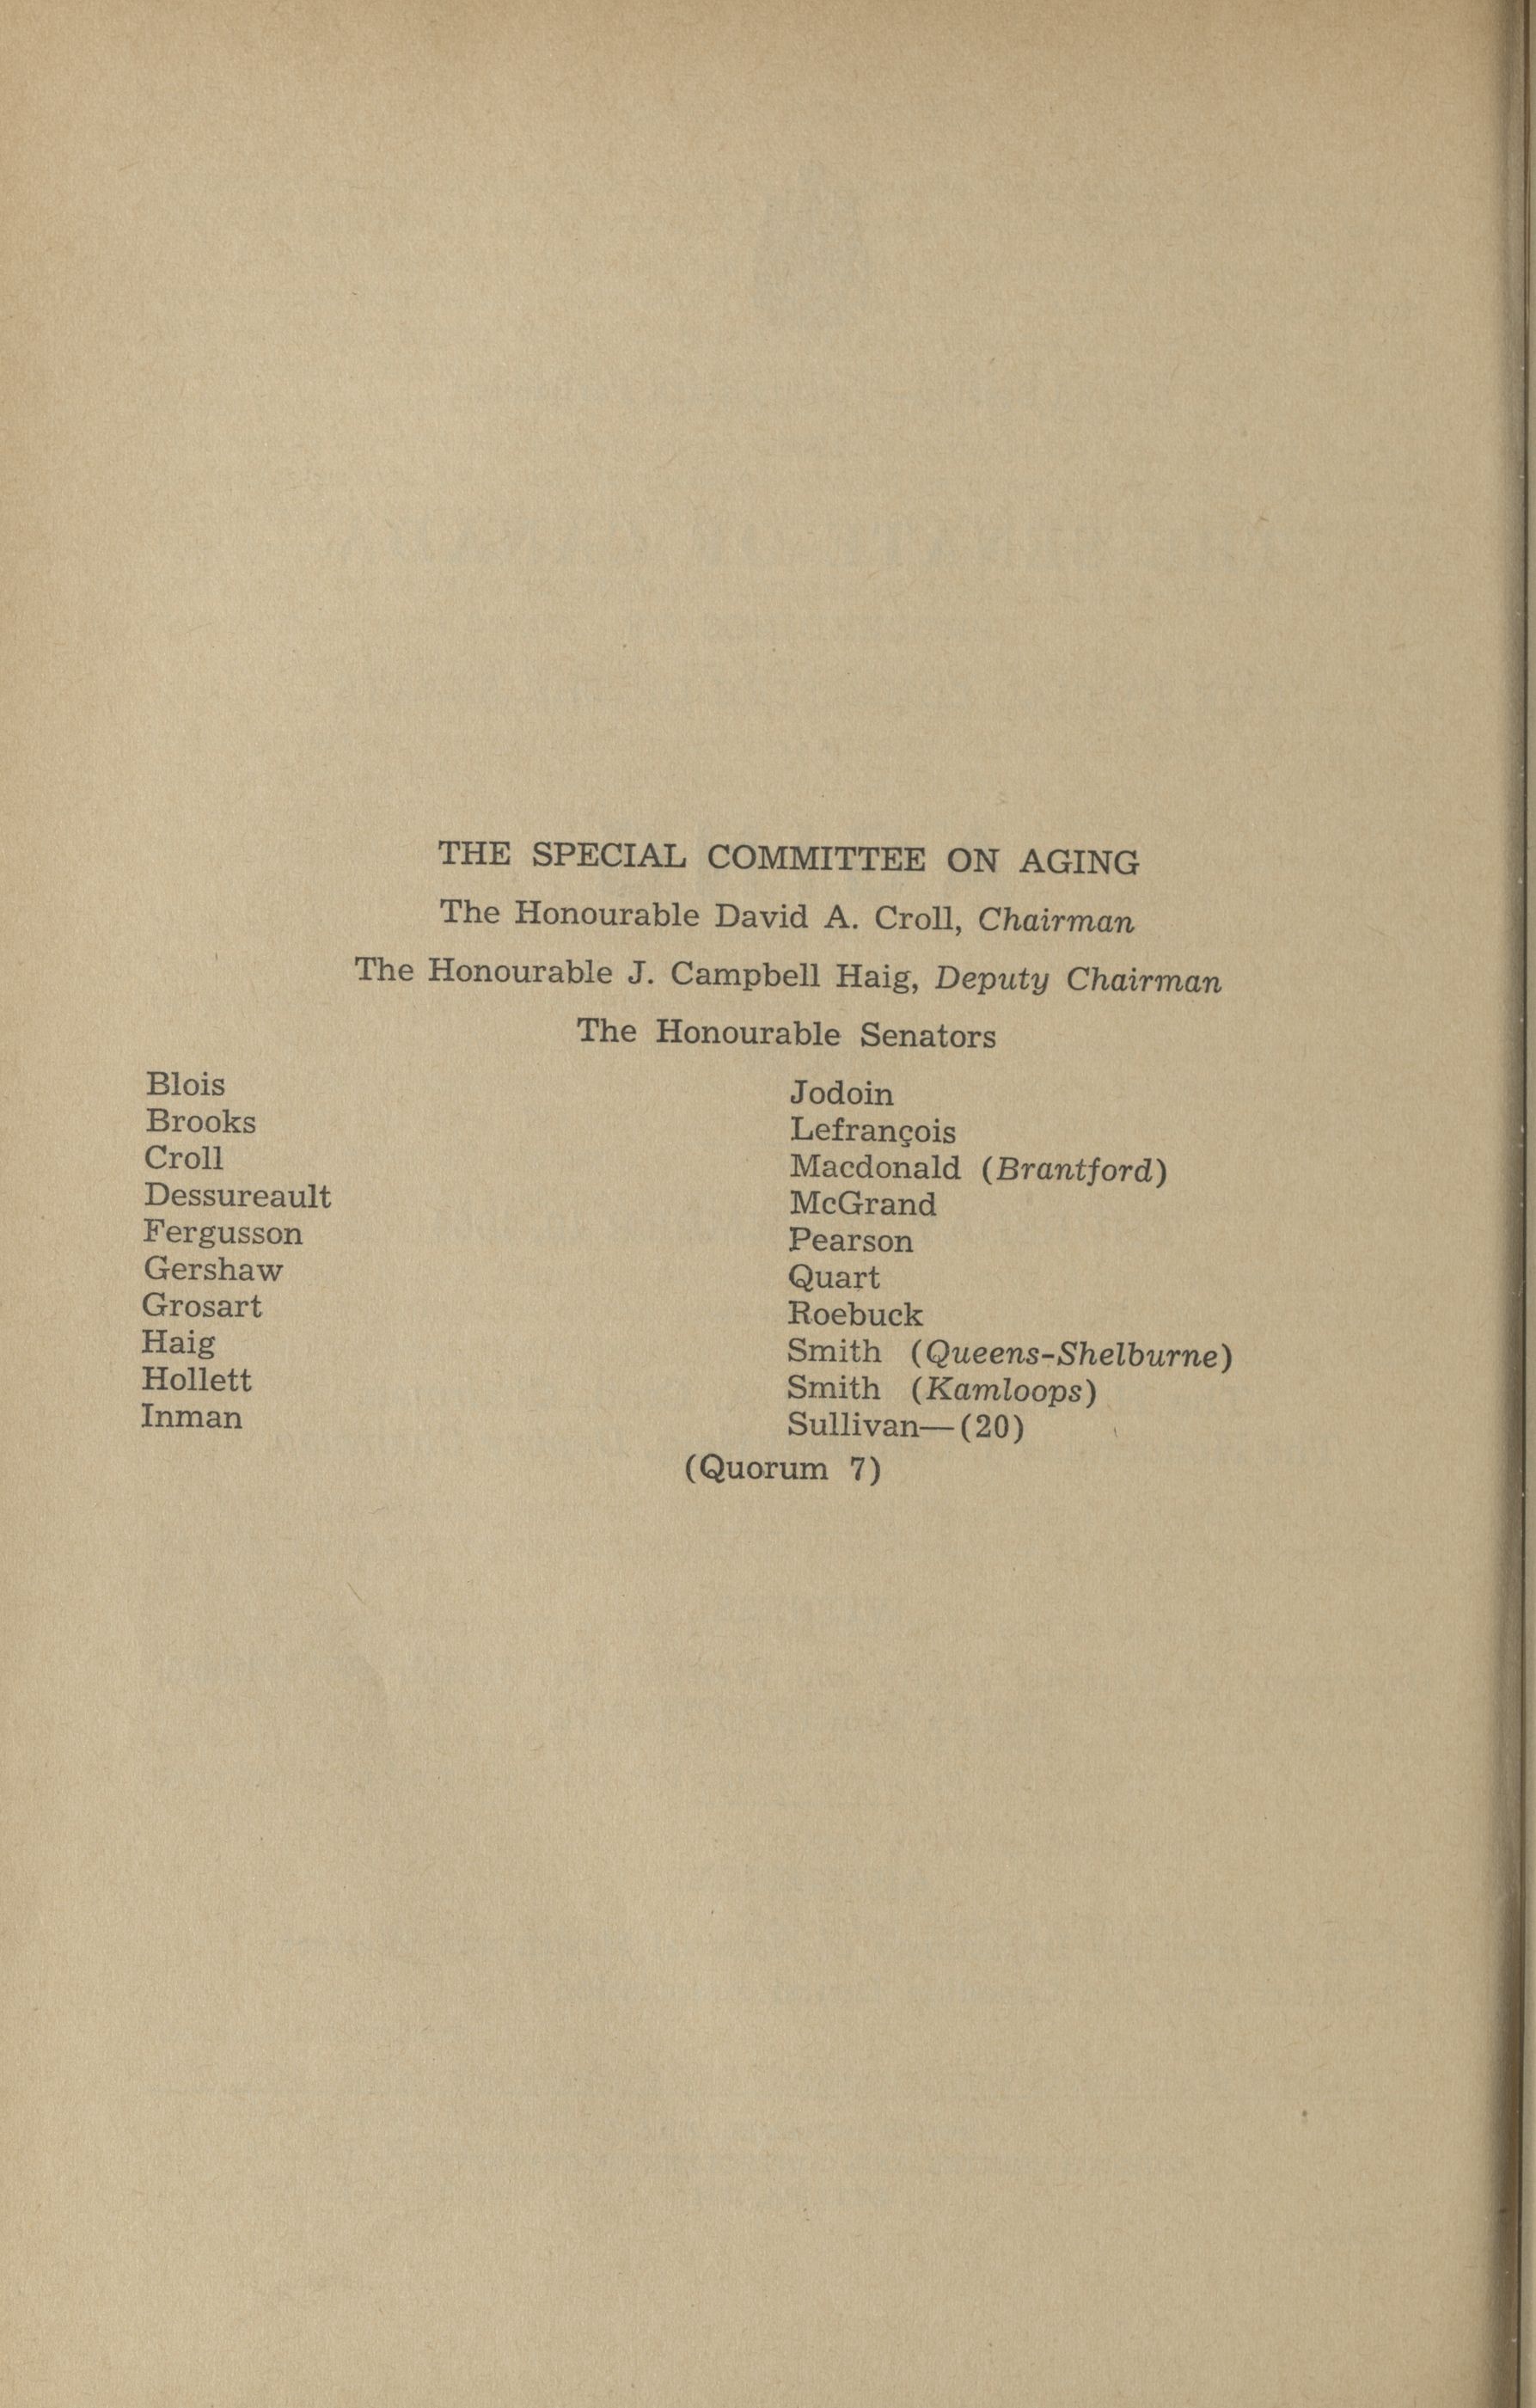 THE SPECIAL COMMITTEE ON AGING
The Honourable David A. Croll, Chairman
The Honourable J. Campbell Haig, Deputy Chairman
The Honourable Senators
Blois
Brooks
Croll
Dessureault
Fergusson
Gershaw
Grosart
Haig
Hollett
Inman
Jodoin
Lefrançois
Macdonald (Brantford)
McGrand
Pearson
Quart
Roebuck
Smith (Queens-Shelburne)
Smith (Kamloops)
Sullivan—(20)
(Quorum 7)